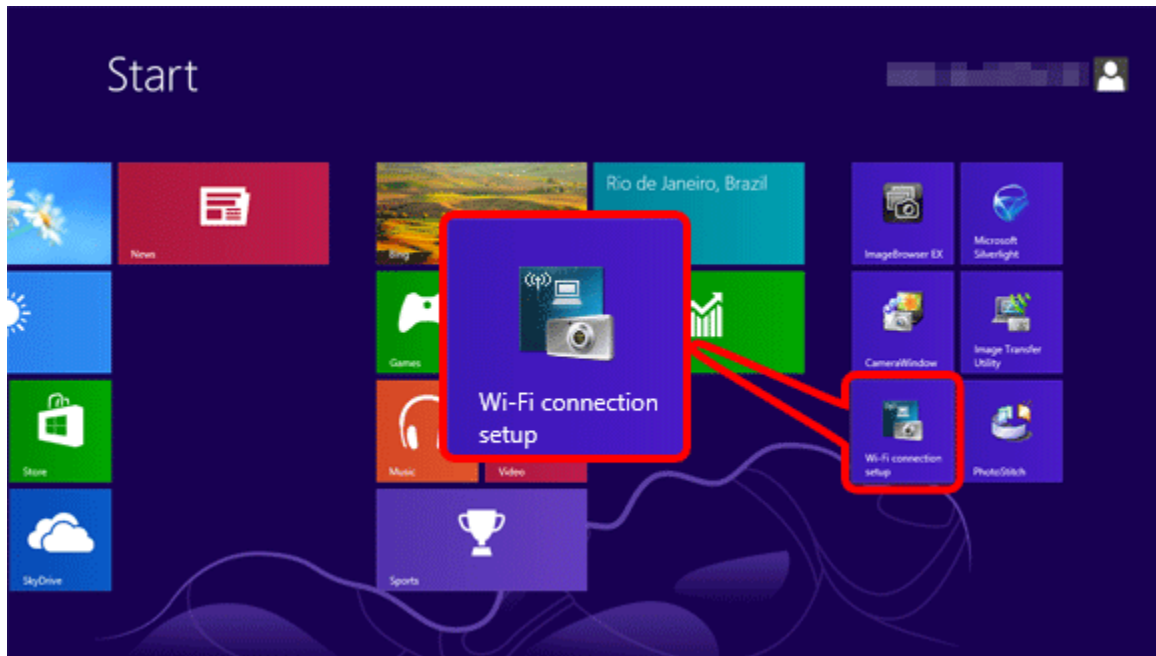 Start
Rio de Janeiro, Brazil
News
Bing
ImageBrowser EX
Microsoft
Silverlight
Wi-Fi connection
setup
Games
CameraWindow
Image Transfer
Utility
Store
Music
Video
Wi-Fi connection
setup
PhotoStitch
SkyDrive
Sports